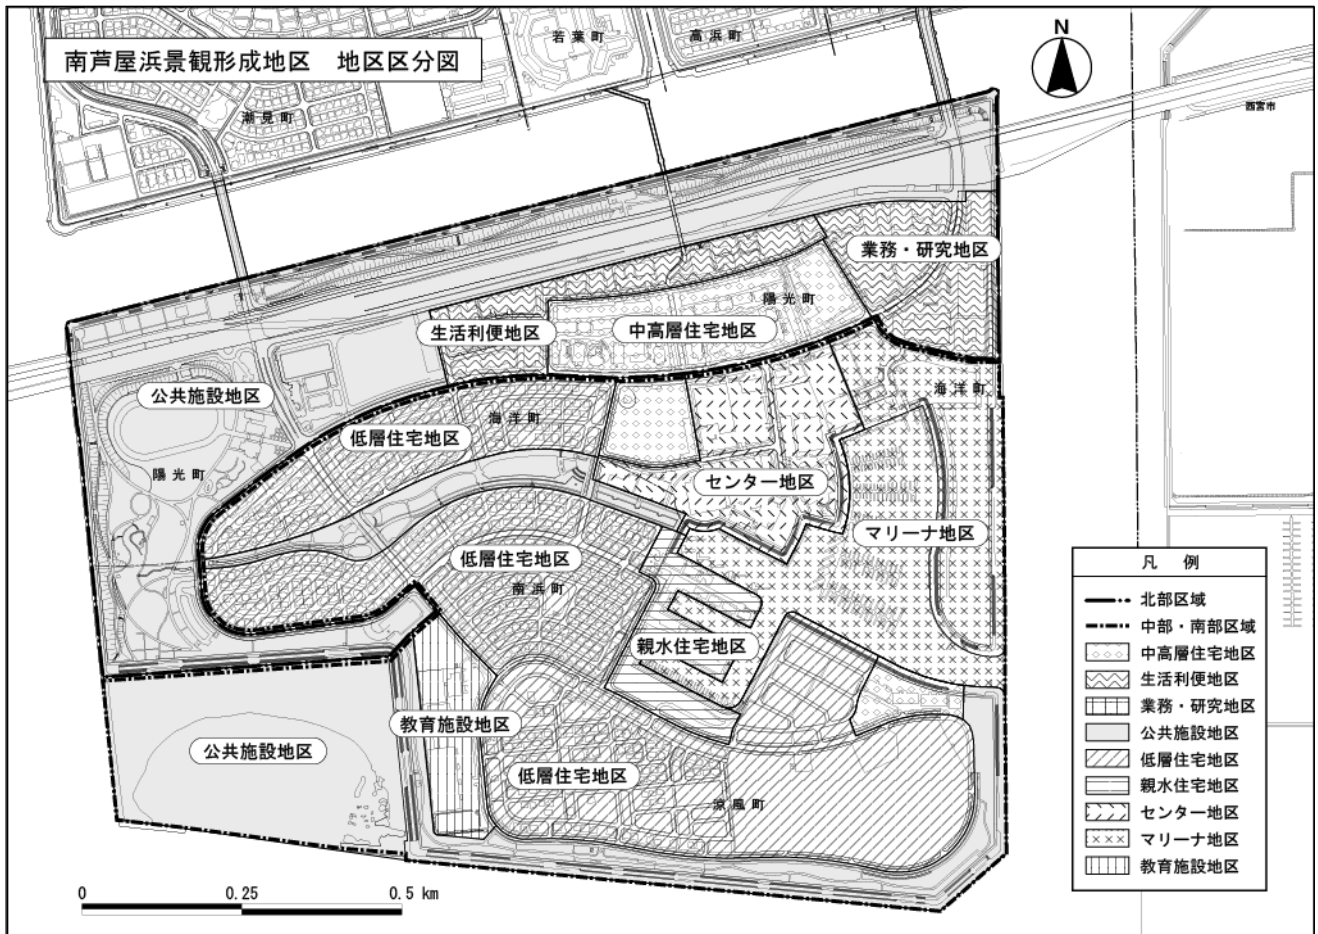 若葉町
高浜町
N
南芦屋浜景観形成地区　地区区分図
潮見町
西宮市
業務・研究地区
陽光町
生活利便地区
中高層住宅地区
公共施設地区
海洋町
海洋町
低層住宅地区
陽光町
センター地区
マリーナ地区
低層住宅地区
南浜町
親水住宅地区
教育施設地区
公共施設地区
低層住宅地区
涼風町
凡　例
北部区域
中部・南部区域
中高層住宅地区
生活利便地区
業務・研究地区
公共施設地区
低層住宅地区
親水住宅地区
センター地区
マリーナ地区
教育施設地区
0 0.25 0.5 km